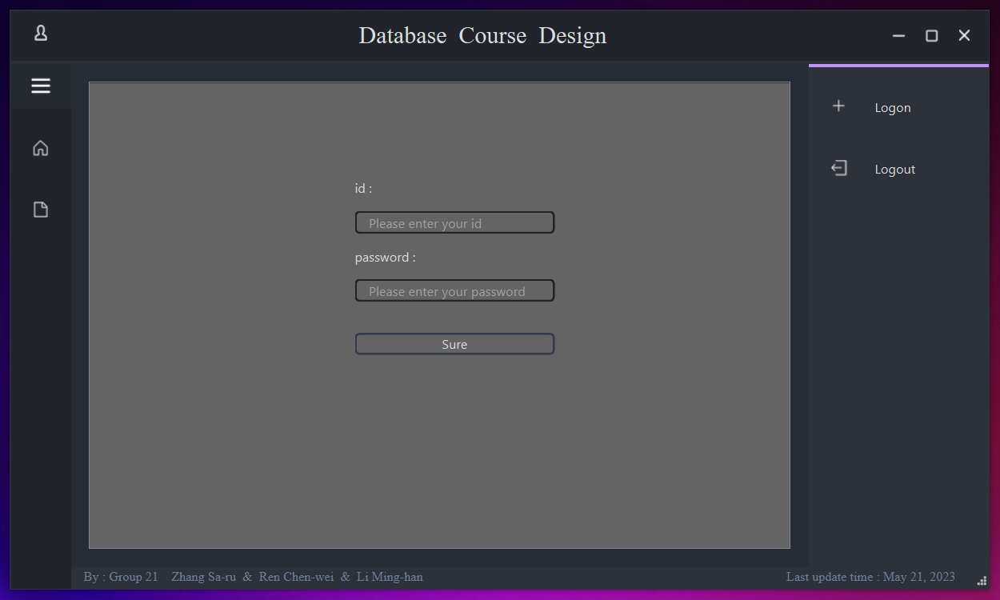 Database Course Design
Logon
Logout
id :
Please enter your id
password :
Please enter your password
Sure
By : Group 21 Zhang Sa-ru & Ren Chen-wei & Li Ming-han
Last update time : May 21, 2023